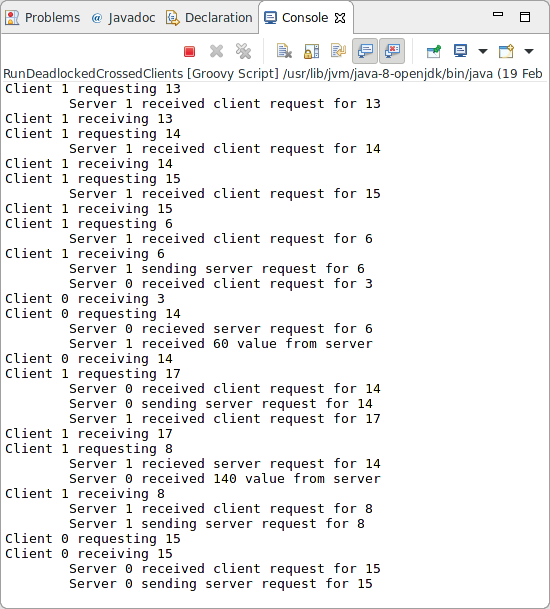 Problems @ Javadoc Declaration Console
RunDeadlockedCrossedClients [Groovy Script] /usr/lib/jvm/java-8-openjdk/bin/java (19 Feb
Client 1 requesting 13
Server 1 received client request for 13
Client 1 receiving 13
Client 1 requesting 14
Server 1 received client request for 14
Client 1 receiving 14
Client 1 requesting 15
Server 1 received client request for 15
Client 1 receiving 15
Client 1 requesting 6
Server 1 received client request for 6
Client 1 receiving 6
Server 1 sending server request for 6
Server 0 received client request for 3
Client 0 receiving 3
Client 0 requesting 14
Server 0 recieved server request for 6
Server 1 received 60 value from server
Client 0 receiving 14
Client 1 requesting 17
Server 0 received client request for 14
Server 0 sending server request for 14
Server 1 received client request for 17
Client 1 receiving 17
Client 1 requesting 8
Server 1 recieved server request for 14
Server 0 received 140 value from server
Client 1 receiving 8
Server 1 received client request for 8
Server 1 sending server request for 8
Client 0 requesting 15
Client 0 receiving 15
Server 0 received client request for 15
Server 0 sending server request for 15